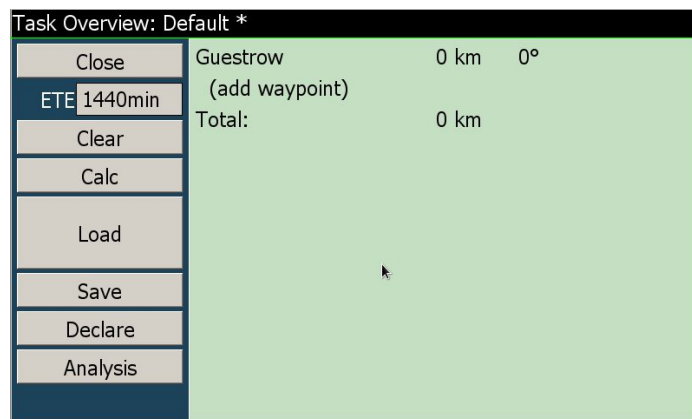 Task Overview: Default *
Close
ETE 1440min
Clear
Calc
Load
Save
Declare
Analysis
Guestrow 0 km 0°
(add waypoint)
Total: 0 km